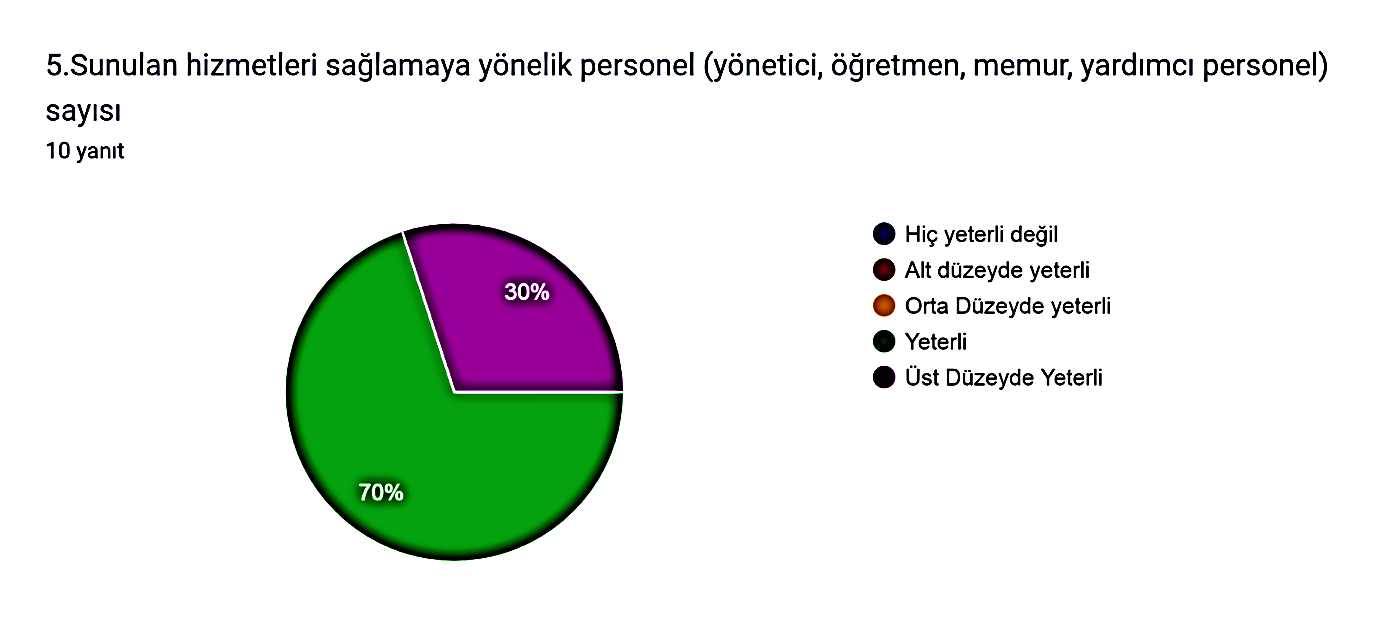 5.Sunulan hizmetleri sağlamaya yönelik personel (yönetici, öğretmen, memur, yardımcı personel)
sayısı
10 yanıt
30%
70%
Hiç yeterli değil
Alt düzeyde yeterli
Orta Düzeyde yeterli
Yeterli
Üst Düzeyde Yeterli